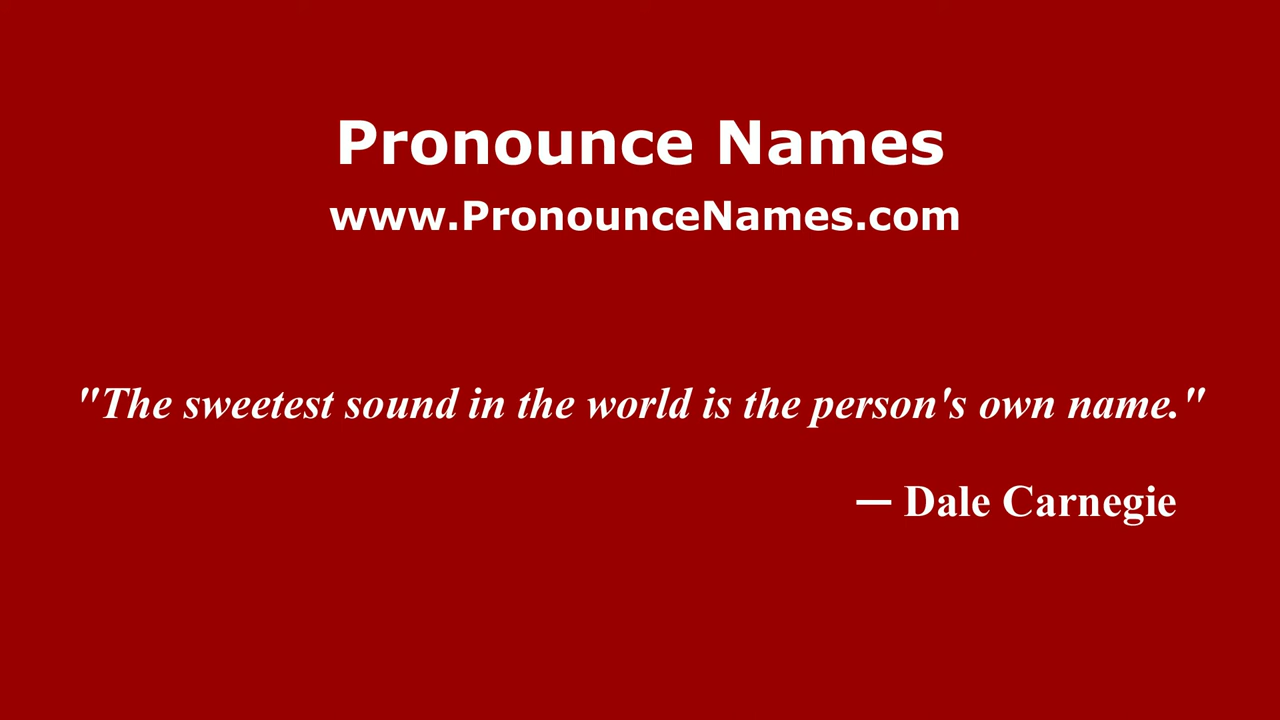 Pronounce Names
www.PronounceNames.com
"The sweetest sound in the world is the person's own name."
— Dale Carnegie